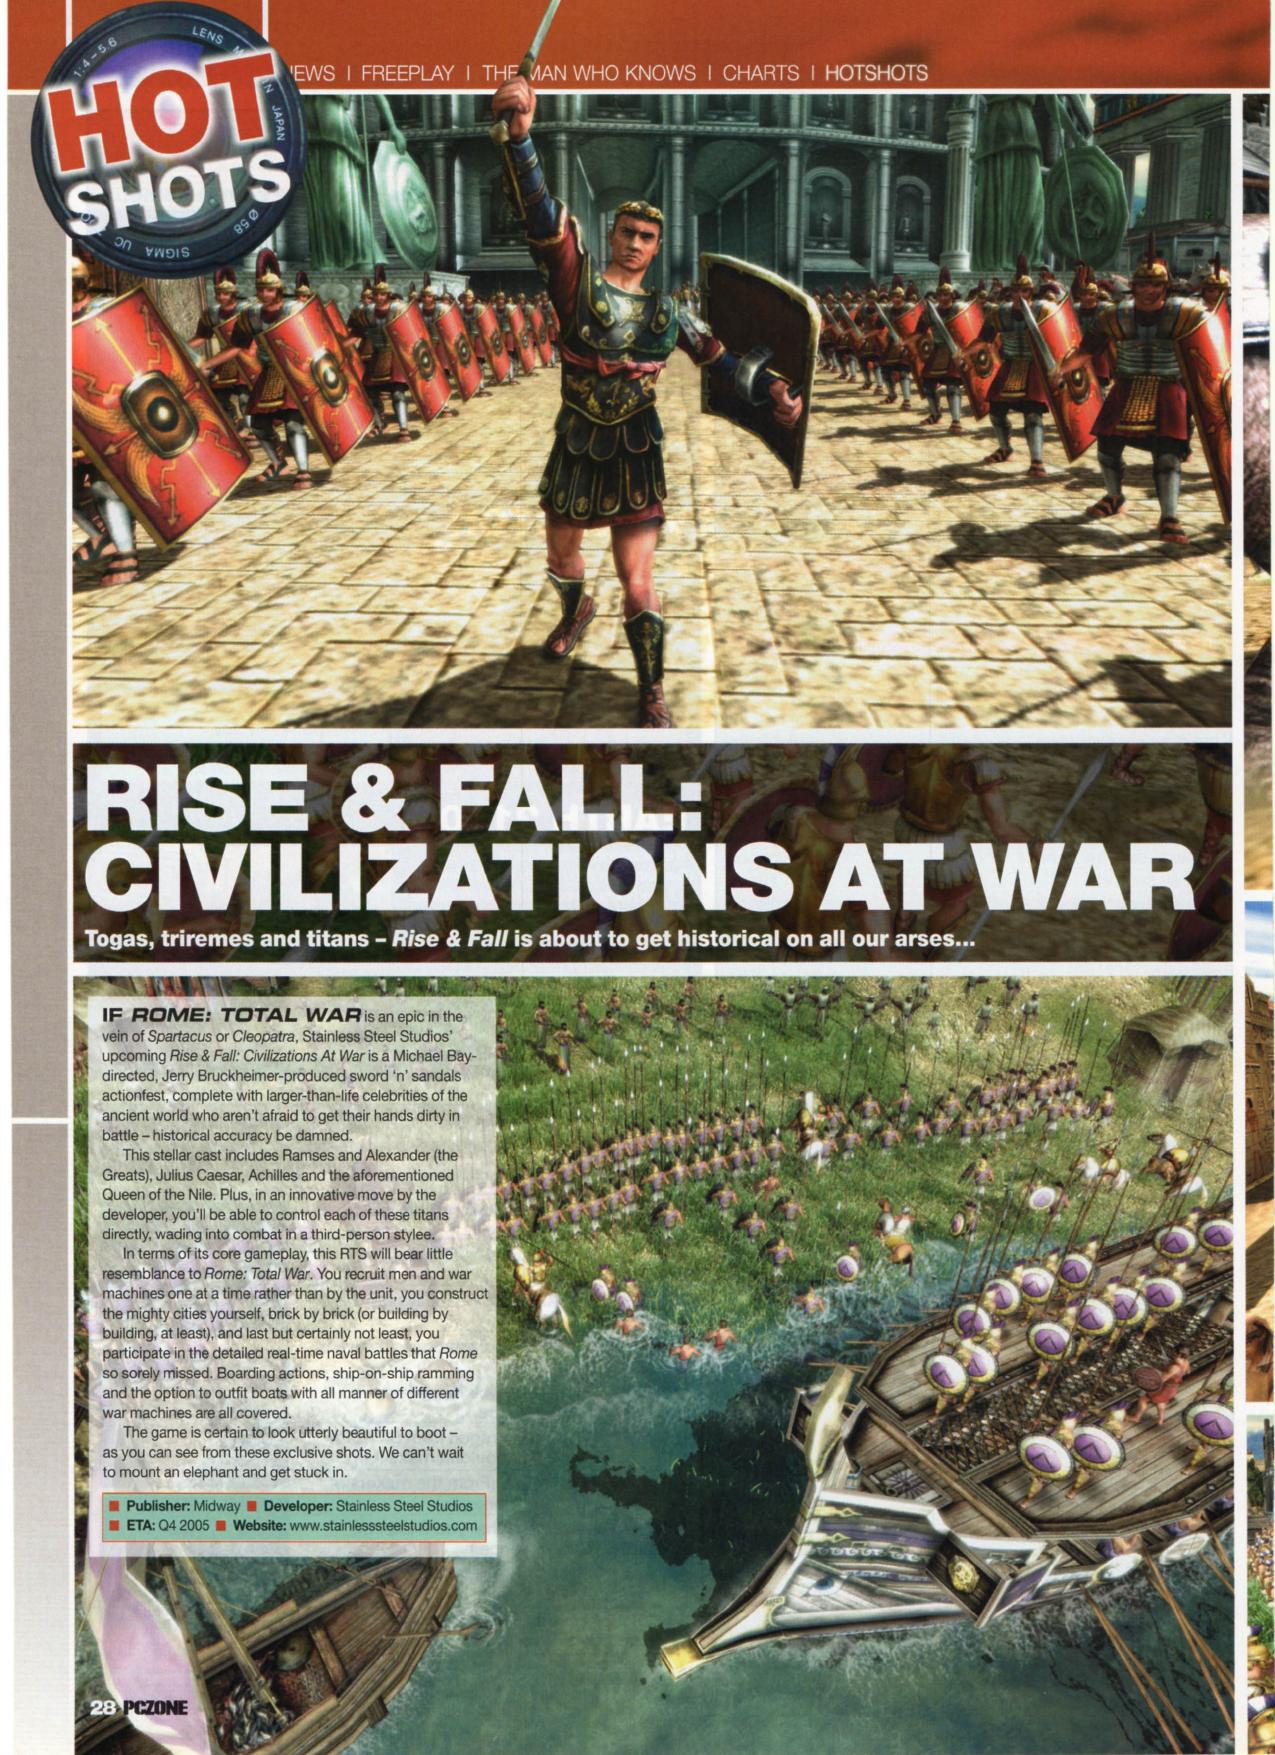 1:4-5.6
LENS
JAPAN
Ø 58
SIGMA UC
HOT
SHOTS
EWS | FREEPLAY | THE MAN WHO KNOWS | CHARTS | HOTSHOTS
RISE & FALL:
CIVILIZATIONS AT WAR
Togas, triremes and titans – Rise & Fall is about to get historical on all our arses...
IF ROME: TOTAL WAR is an epic in the
vein of Spartacus or Cleopatra, Stainless Steel Studios’
upcoming Rise & Fall: Civilizations At War is a Michael Bay-
directed, Jerry Bruckheimer-produced sword ‘n’ sandals
actionfest, complete with larger-than-life celebrities of the
ancient world who aren’t afraid to get their hands dirty in
battle – historical accuracy be damned.
This stellar cast includes Ramses and Alexander (the
Greats), Julius Caesar, Achilles and the aforementioned
Queen of the Nile. Plus, in an innovative move by the
developer, you’ll be able to control each of these titans
directly, wading into combat in a third-person stylee.
In terms of its core gameplay, this RTS will bear little
resemblance to Rome: Total War. You recruit men and war
machines one at a time rather than by the unit, you construct
the mighty cities yourself, brick by brick (or building by
building, at least), and last but certainly not least, you
participate in the detailed real-time naval battles that Rome
so sorely missed. Boarding actions, ship-on-ship ramming
and the option to outfit boats with all manner of different
war machines are all covered.
The game is certain to look utterly beautiful to boot –
as you can see from these exclusive shots. We can’t wait
to mount an elephant and get stuck in.
■ Publisher: Midway ■ Developer: Stainless Steel Studios
■ ETA: Q4 2005 ■ Website: www.stainlesssteelstudios.com
28 PCZONE